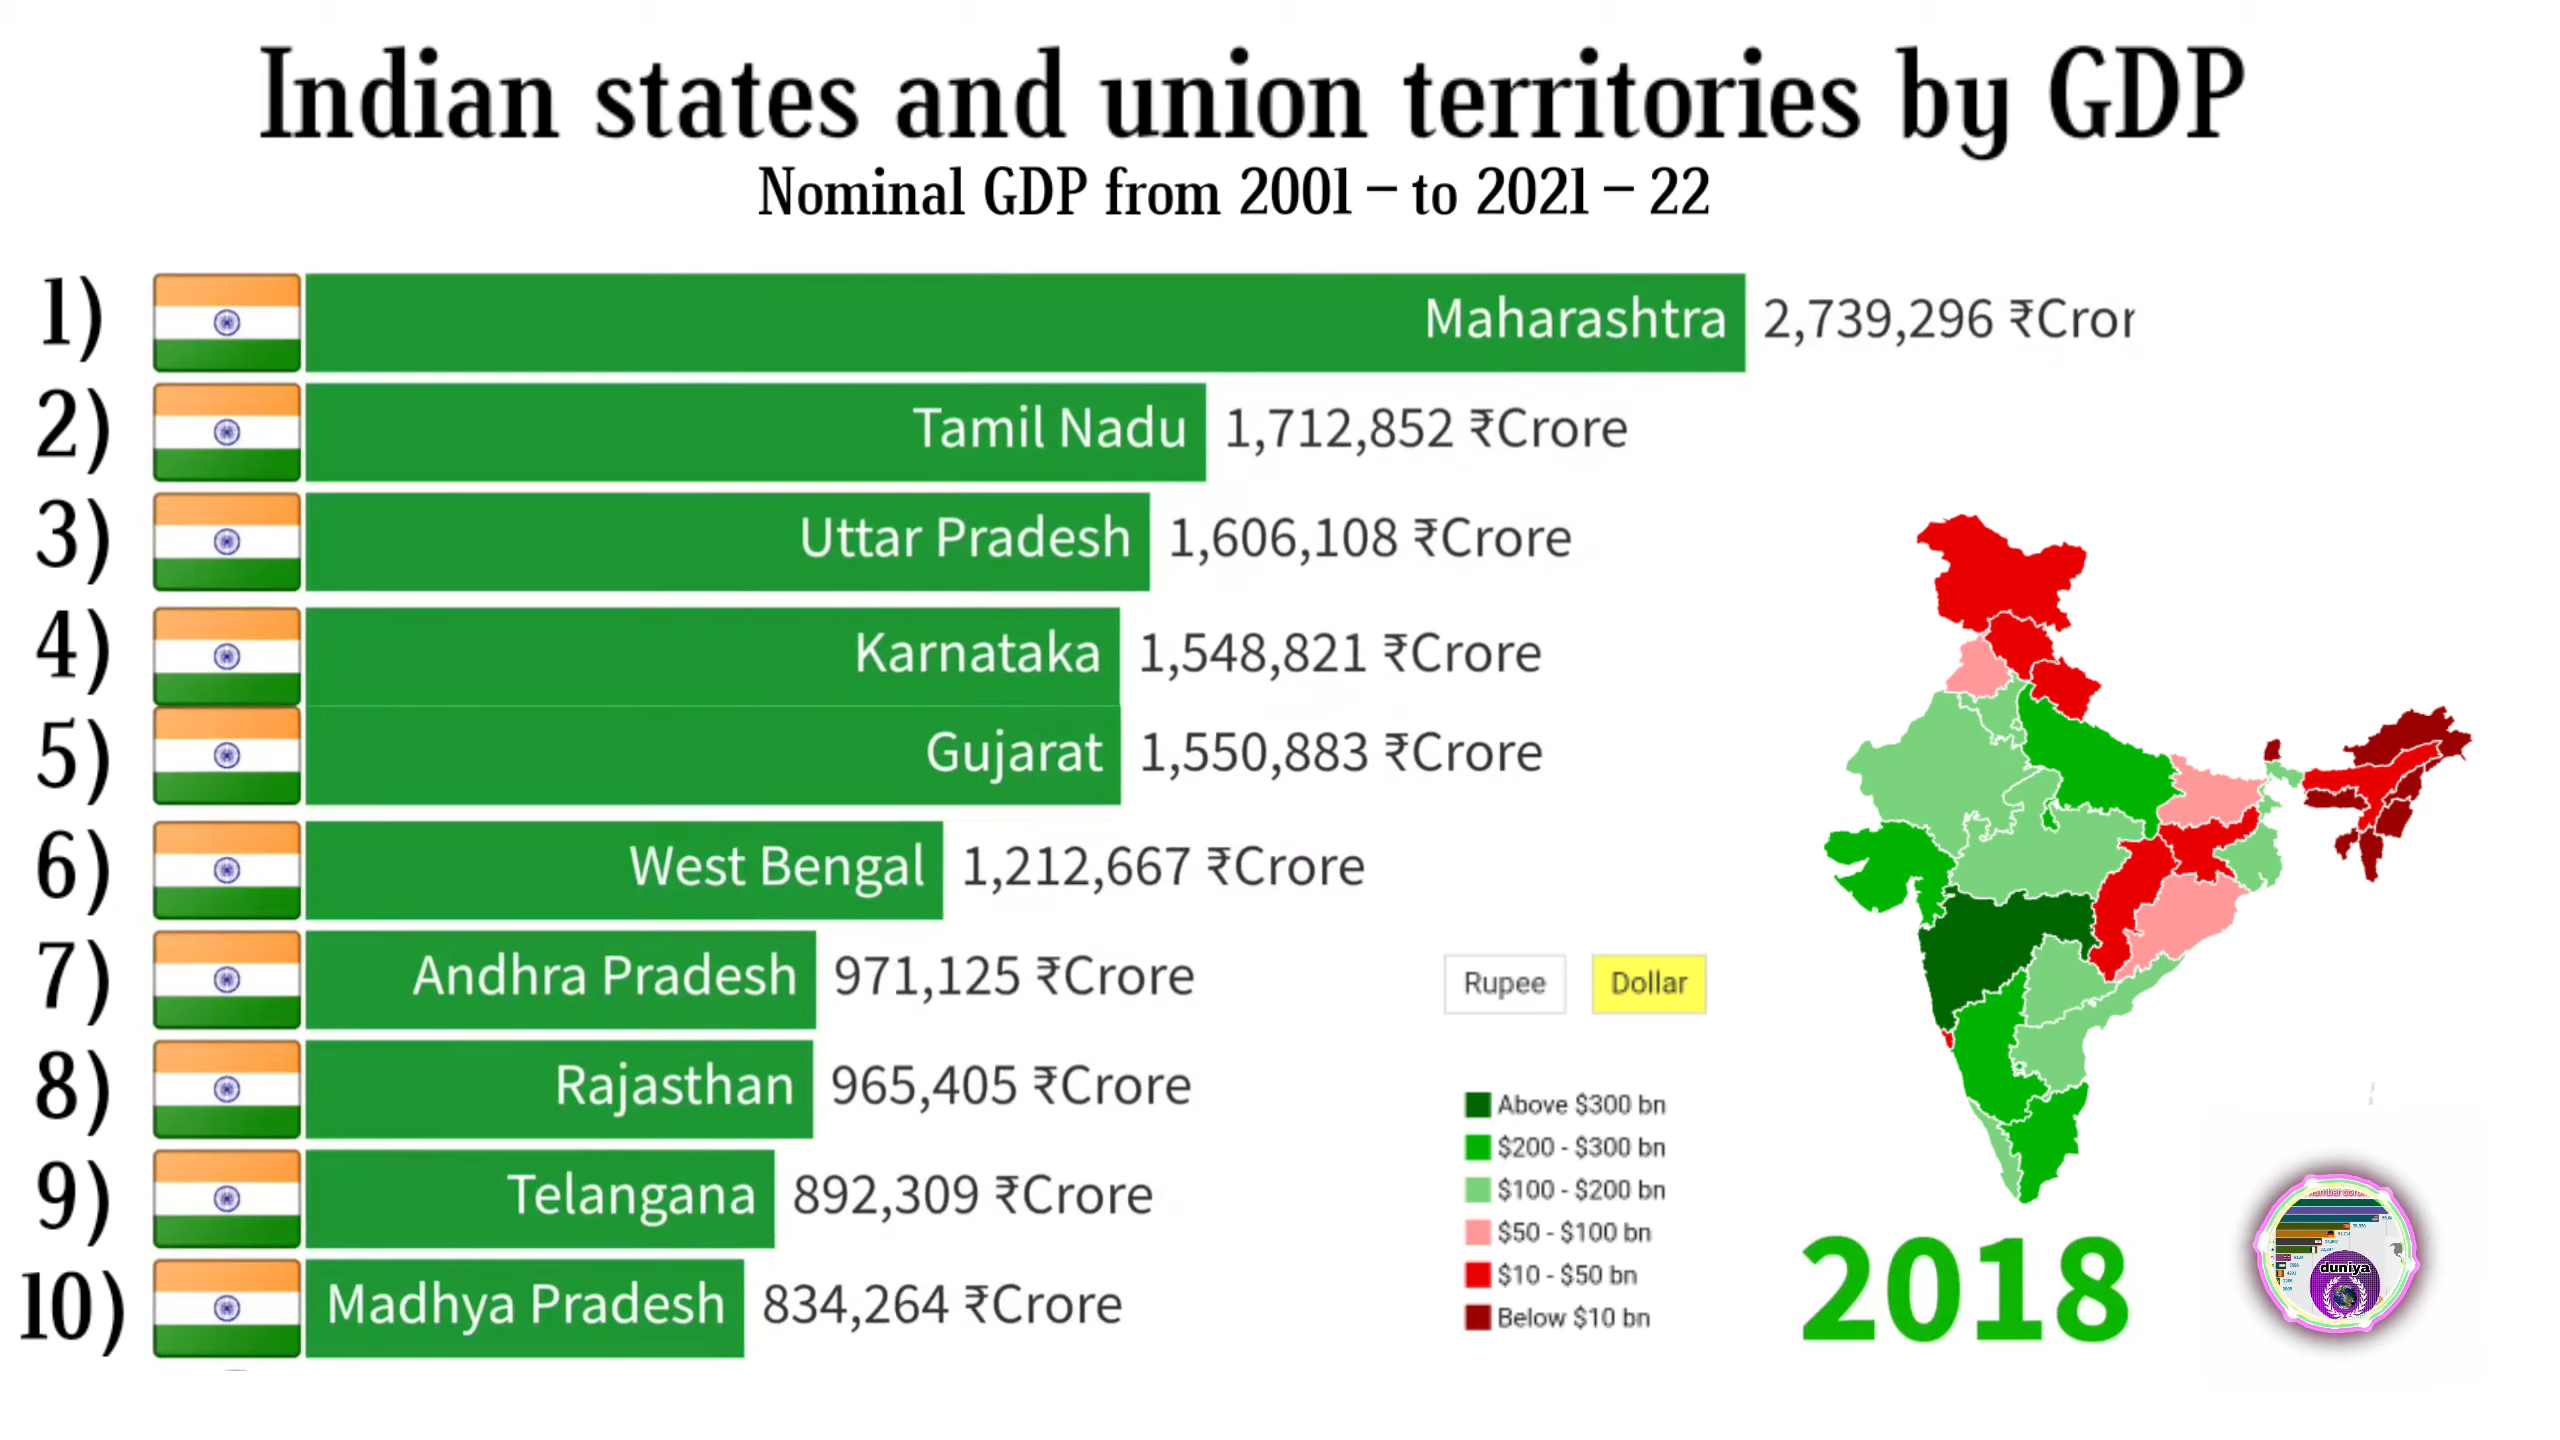 Indian states and union territories by GDP
Nominal GDP from 2001 – to 2021 – 22
1) Maharashtra 2,739,296 ₹Cror
2) Tamil Nadu 1,712,852 ₹Crore
3) Uttar Pradesh 1,606,108 ₹Crore
4) Karnataka 1,548,821 ₹Crore
5) Gujarat 1,550,883 ₹Crore
6) West Bengal 1,212,667 ₹Crore
7) Andhra Pradesh 971,125 ₹Crore
8) Rajasthan 965,405 ₹Crore
9) Telangana 892,309 ₹Crore
10) Madhya Pradesh 834,264 ₹Crore
Rupee Dollar
Above $300 bn
$200 - $300 bn
$100 - $200 bn
$50 - $100 bn
$10 - $50 bn
Below $10 bn
2018
duniya